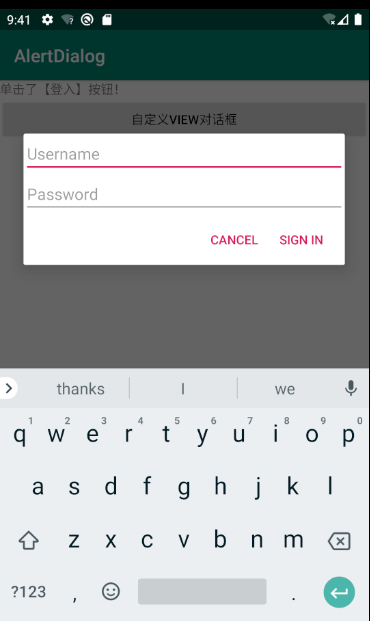 9:41
AlertDialog
单击了【登入】按钮！
自定义VIEW对话框
Username
Password
CANCEL SIGN IN
thanks I we
1 2 3 4 5 6 7 8 9 0
q w e r t y u i o p
a s d f g h j k l
z x c v b n m
?123 , .